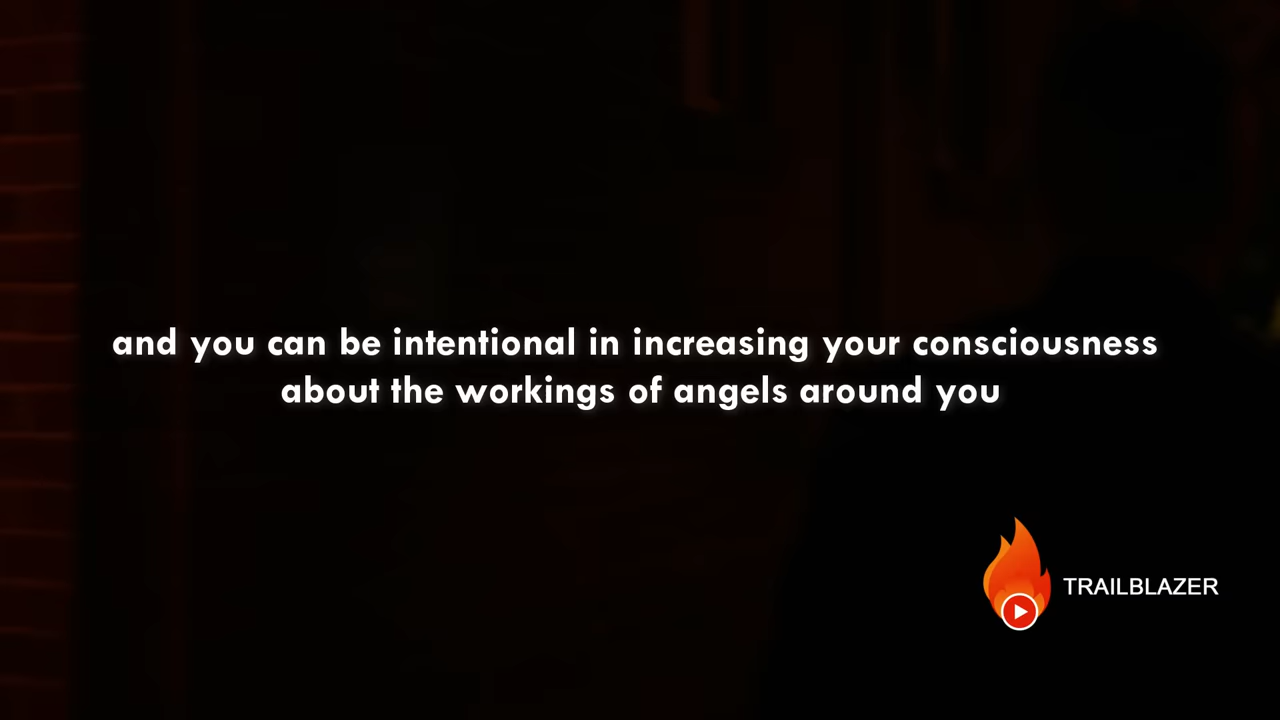 and you can be intentional in increasing your consciousness
about the workings of angels around you
TRAILBLAZER